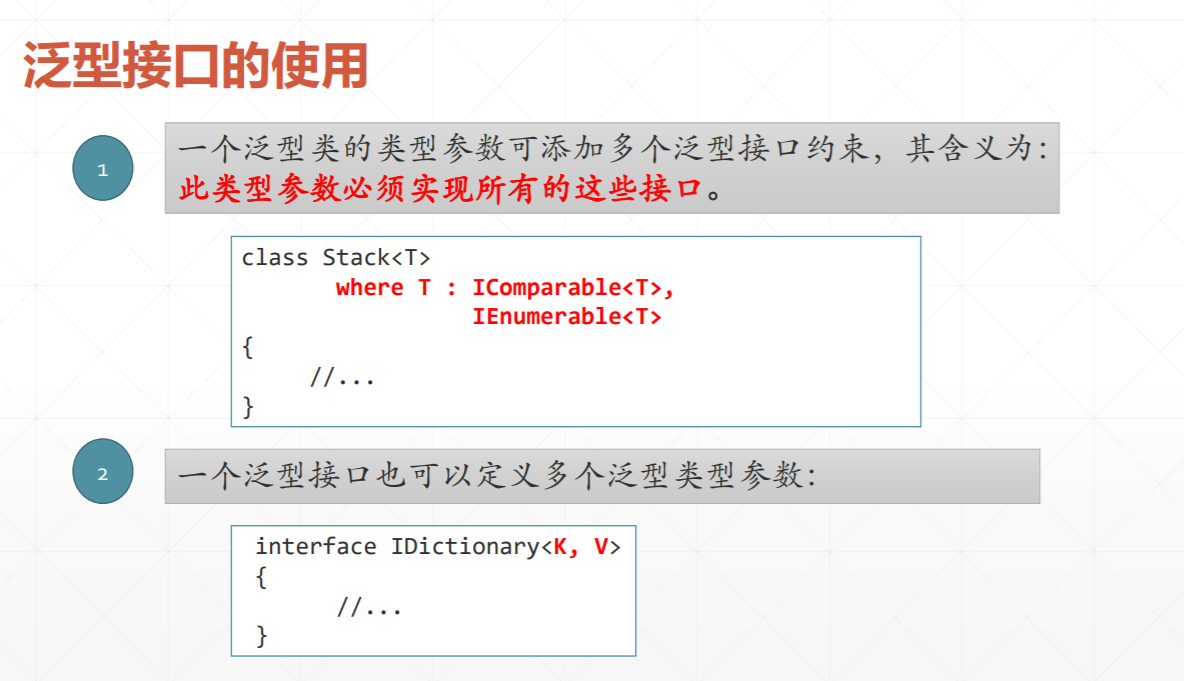 泛型接口的使用
1
一个泛型类的类型参数可添加多个泛型接口约束，其含义为：
此类型参数必须实现所有的这些接口。
class Stack<T>
where T : IComparable<T>,
IEnumerable<T>
{
//...
}
2
一个泛型接口也可以定义多个泛型类型参数：
interface IDictionary<K, V>
{
//...
}